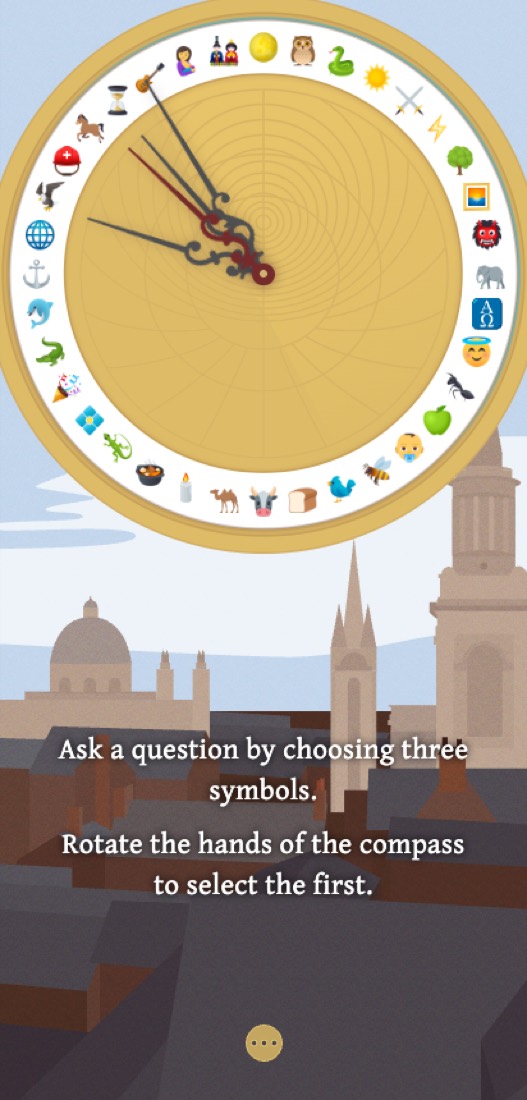 Α
Ω
Ask a question by choosing three
symbols.
Rotate the hands of the compass
to select the first.